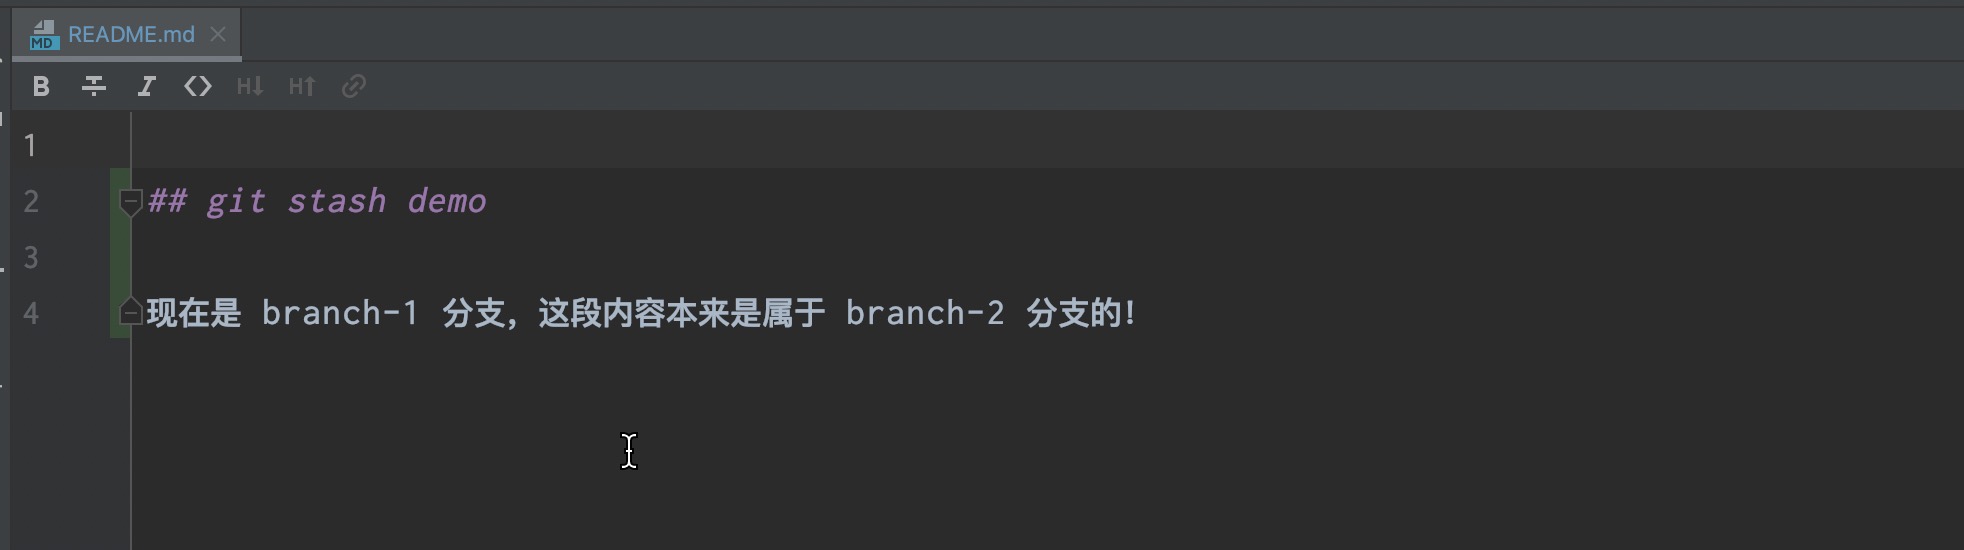 README.md
MD
B I <> H↓ H↑
1
2 ## git stash demo
3
4 现在是 branch-1 分支，这段内容本来是属于 branch-2 分支的！